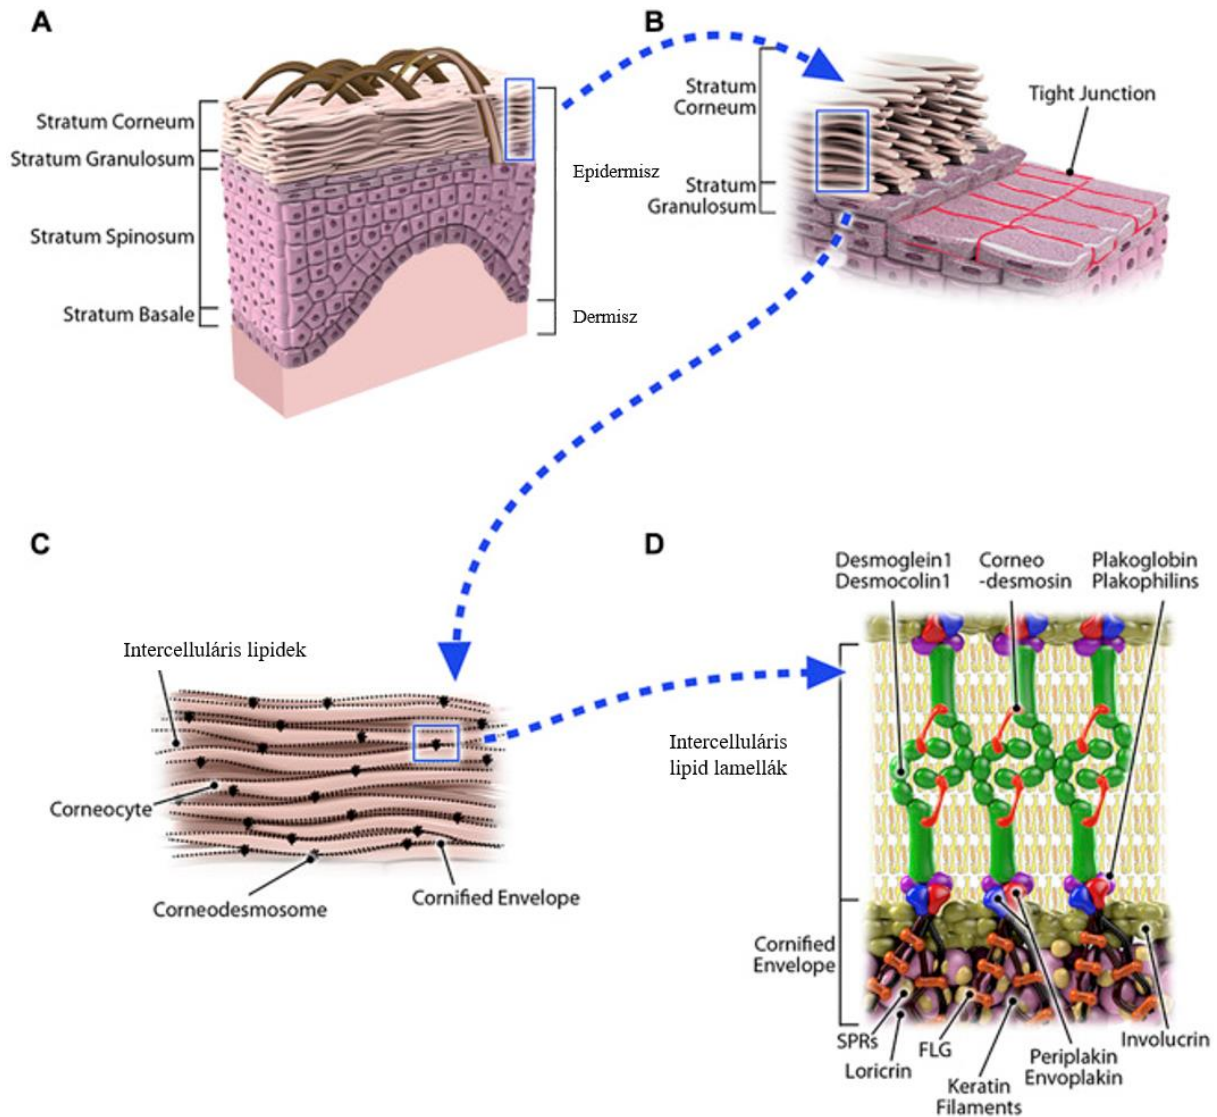 A
Stratum Corneum
Stratum Granulosum
Stratum Spinosum
Stratum Basale
Epidermisz
Dermisz
B
Stratum
Corneum
Stratum
Granulosum
Tight Junction
C
Intercelluláris lipidek
Corneocyte
Corneodesmosome
Cornified Envelope
D
Desmoglein1
Desmocolin1
Corneo
-desmosin
Plakoglobin
Plakophilins
Intercelluláris
lipid lamellák
Cornified
Envelope
SPRs
Loricrin
FLG
Keratin
Filaments
Periplakin
Envoplakin
Involucrin